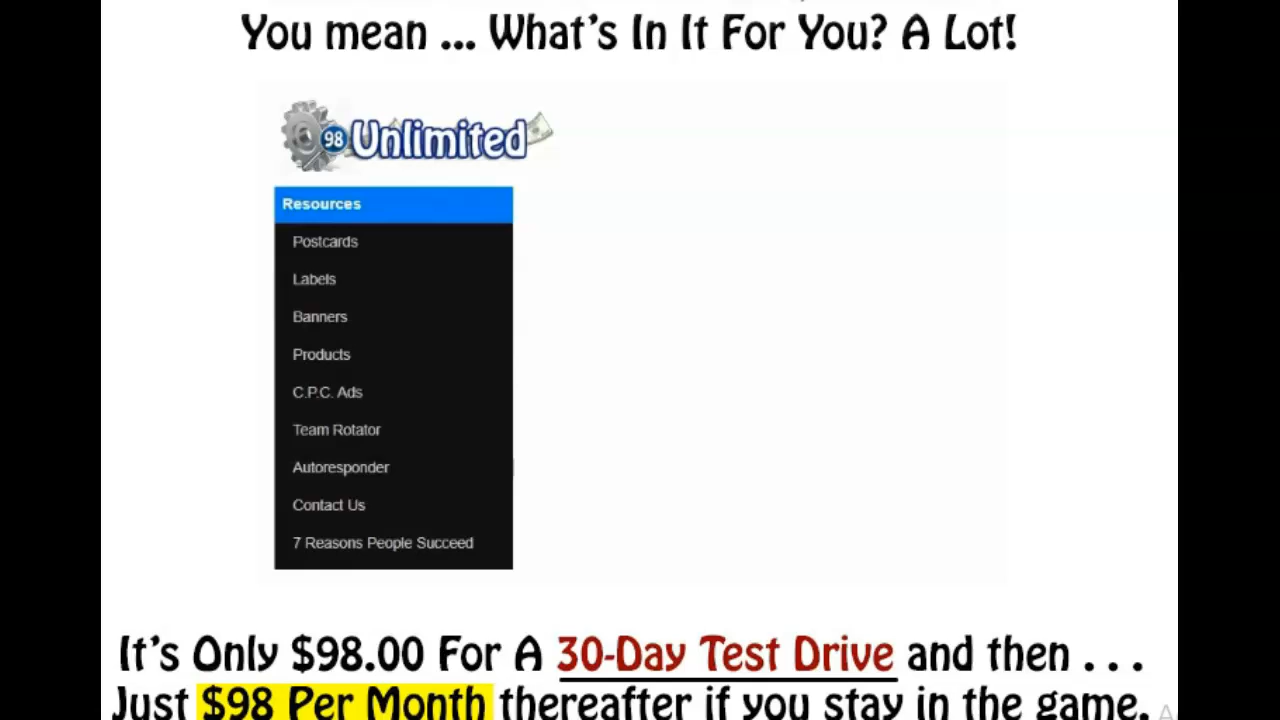 You mean ... What's In It For You? A Lot!
98 Unlimited
Resources
Postcards
Labels
Banners
Products
C.P.C. Ads
Team Rotator
Autoresponder
Contact Us
7 Reasons People Succeed
It's Only $98.00 For A 30-Day Test Drive and then . . .
Just $98 Per Month thereafter if you stay in the game.